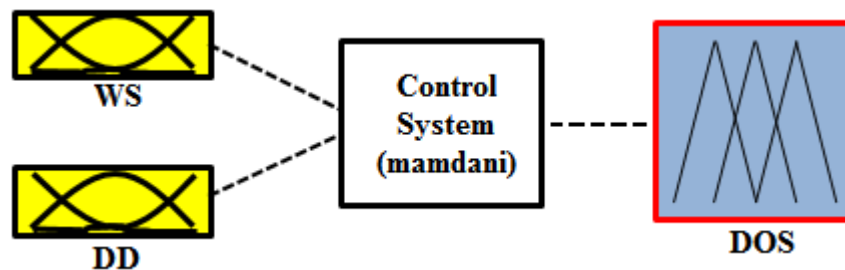 WS
DD
Control
System
(mamdani)
DOS